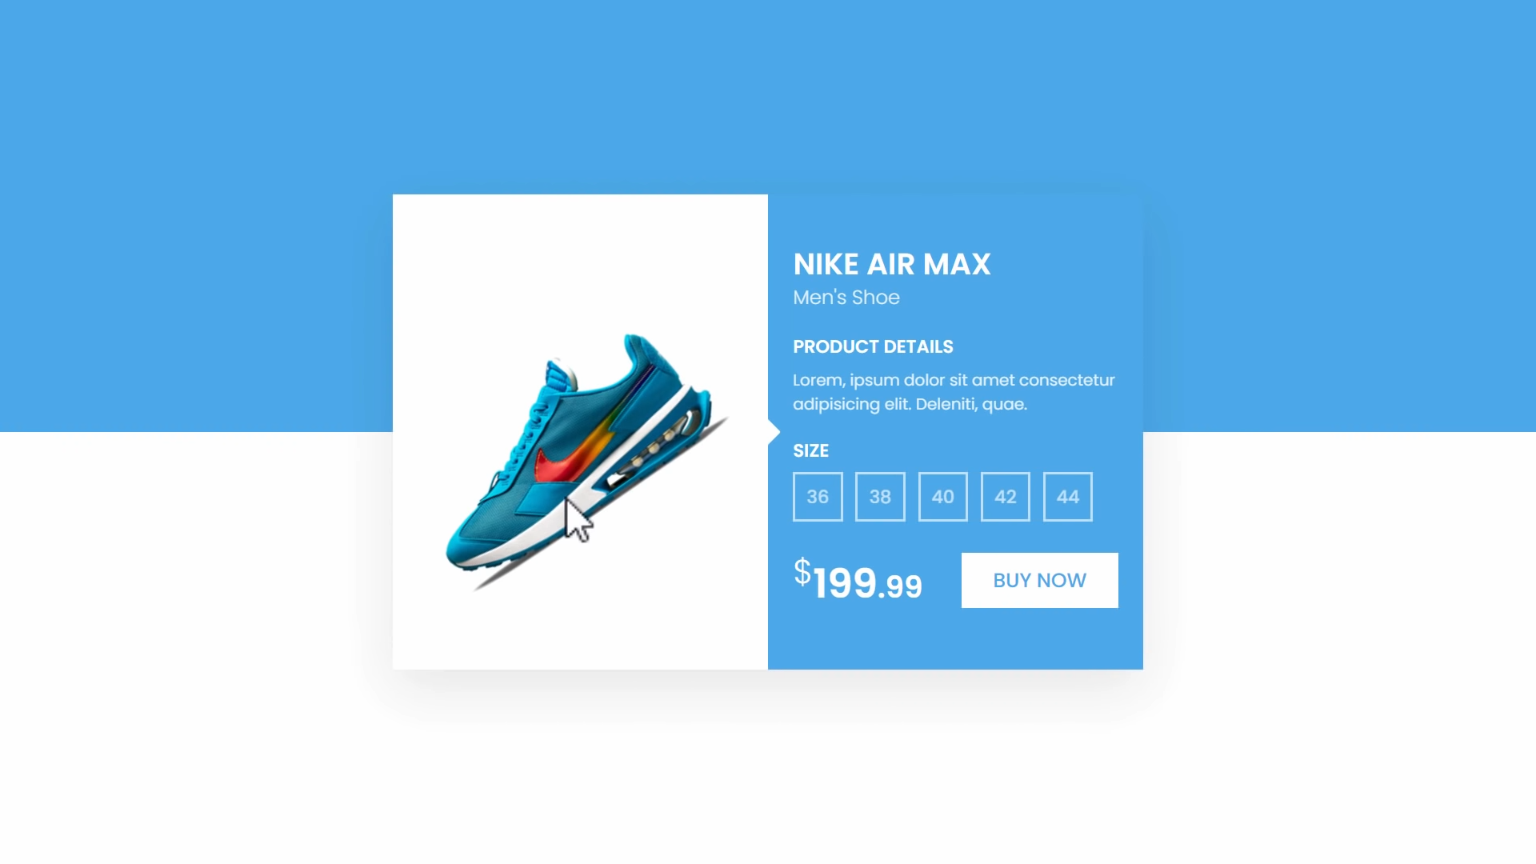 NIKE AIR MAX
Men's Shoe
PRODUCT DETAILS
Lorem, ipsum dolor sit amet consectetur
adipisicing elit. Deleniti, quae.
SIZE
36 38 40 42 44
$199.99 BUY NOW